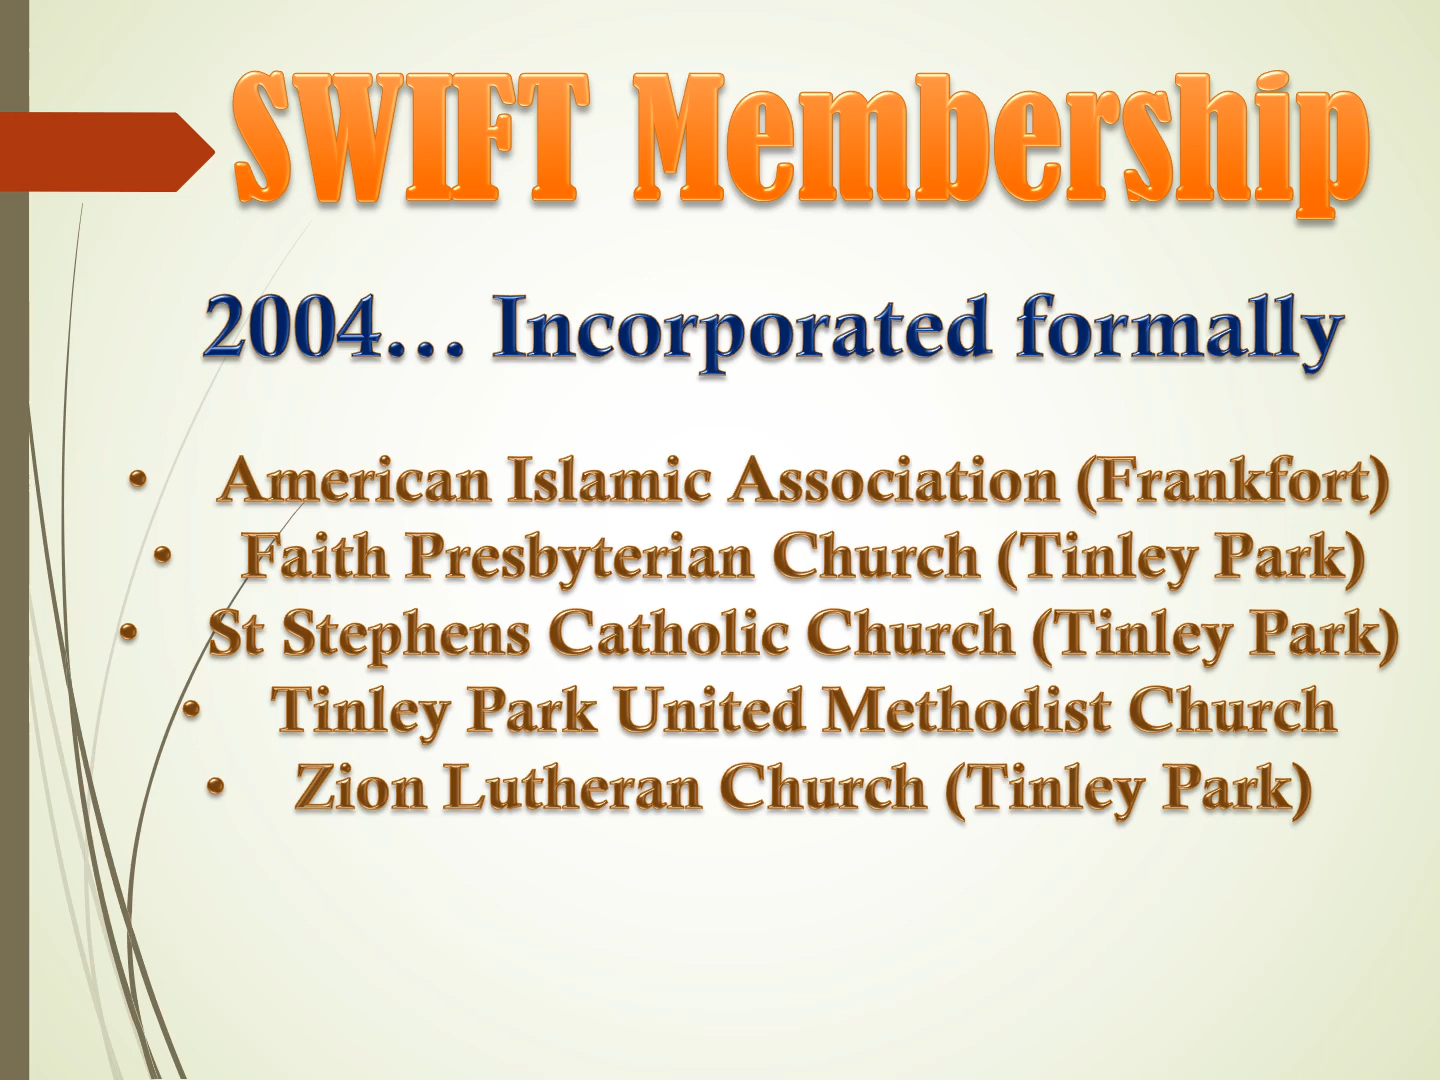 SWIFT Membership
2004... Incorporated formally
• American Islamic Association (Frankfort)
• Faith Presbyterian Church (Tinley Park)
• St Stephens Catholic Church (Tinley Park)
• Tinley Park United Methodist Church
• Zion Lutheran Church (Tinley Park)